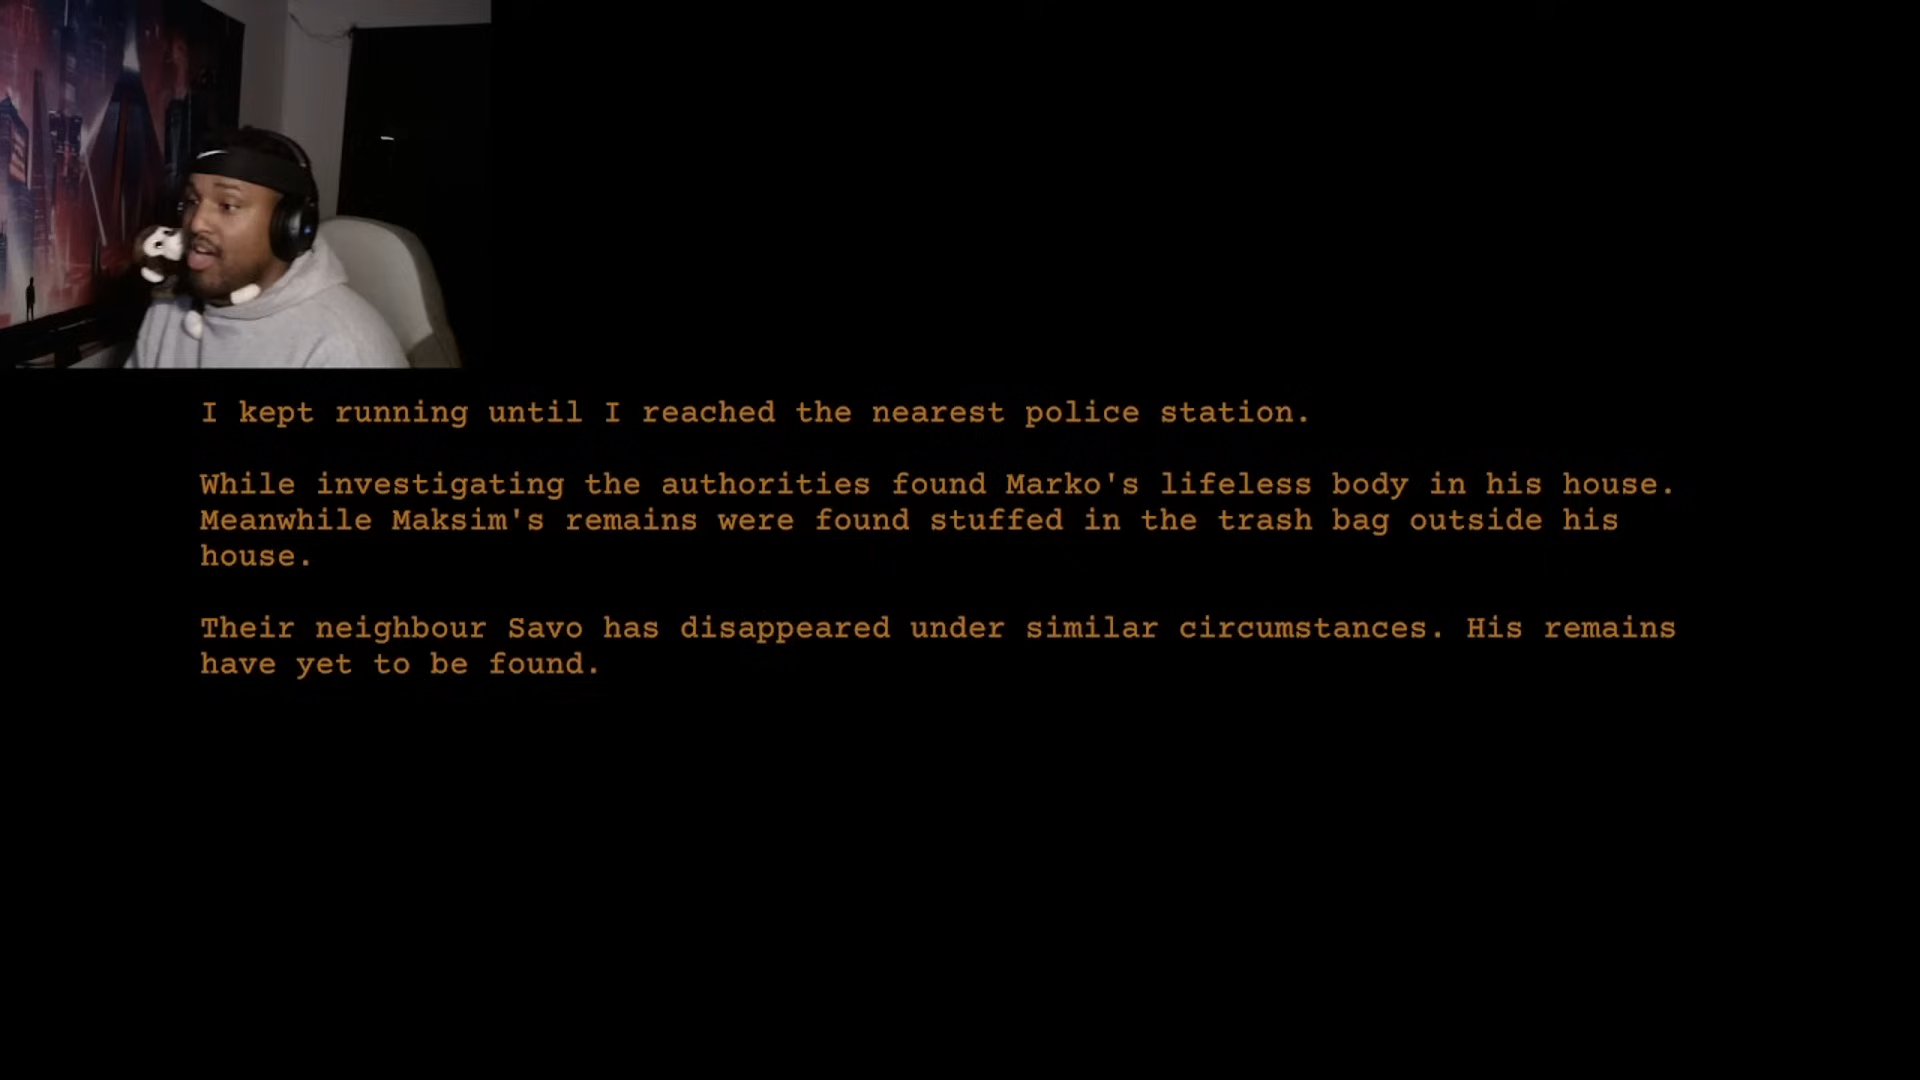 I kept running until I reached the nearest police station.
While investigating the authorities found Marko's lifeless body in his house.
Meanwhile Maksim's remains were found stuffed in the trash bag outside his
house.
Their neighbour Savo has disappeared under similar circumstances. His remains
have yet to be found.